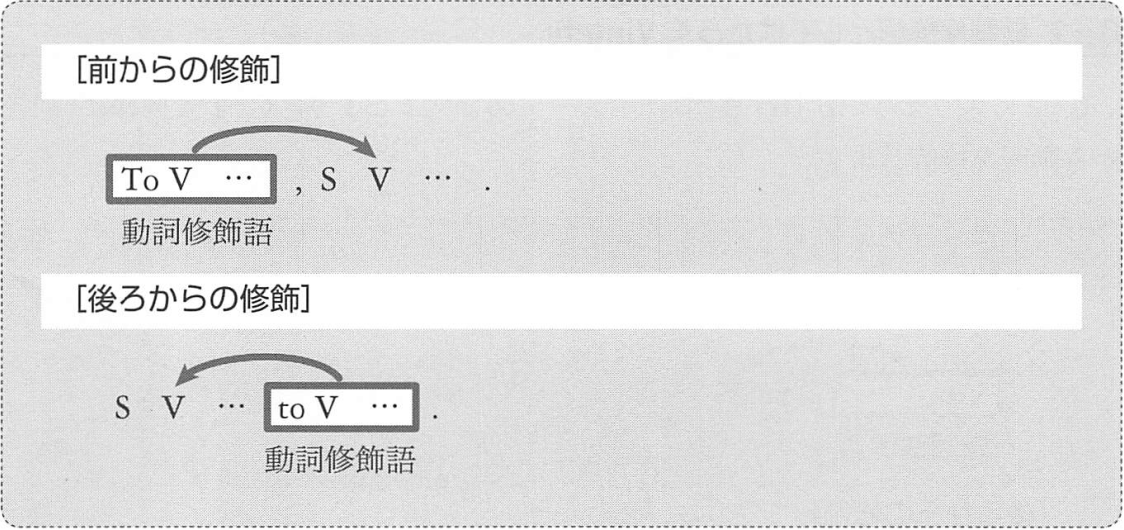 [前からの修飾]
To V … , S V … .
動詞修飾語
[後ろからの修飾]
S V … to V … .
動詞修飾語